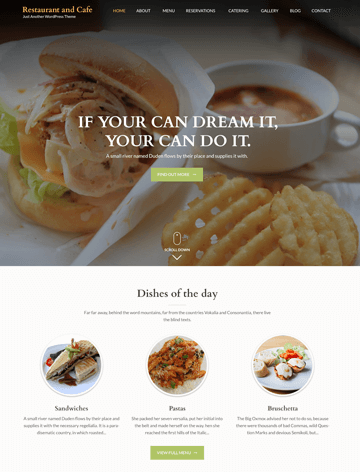 Restaurant and Cafe
Just Another WordPress Theme
HOME ABOUT MENU RESERVATIONS CATERING GALLERY BLOG CONTACT
IF YOUR CAN DREAM IT,
YOUR CAN DO IT.
A small river named Duden flows by their place and supplies it with.
FIND OUT MORE
SCROLL DOWN
Dishes of the day
Far far away, behind the word mountains, far from the countries Vokalia and Consonantia, there live
the blind texts.
Sandwiches
A small river named Duden flows by their place and
supplies it with the necessary regelialia. It is a para-
disematic country, in which roasted...
Pastas
She packed her seven versalia, put her initial into
the belt and made herself on the way. hen she
reached the first hills of the Italic...
Bruschetta
The Big Oxmox advised her not to do so, because
there were thousands of bad Commas, wild Ques-
tion Marks and devious Semikoli, but...
VIEW FULL MENU